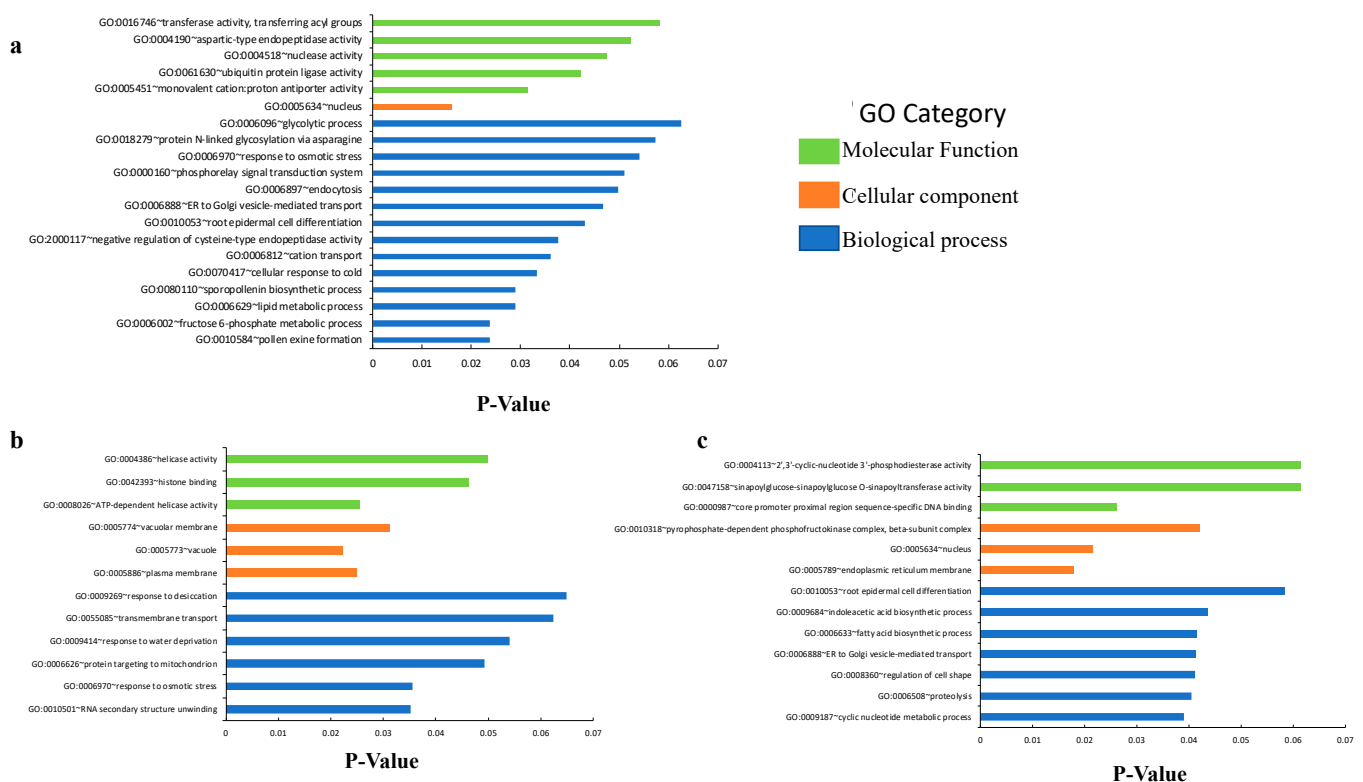 a
GO:0016746~transferase activity, transferring acyl groups
GO:0004190~aspartic-type endopeptidase activity
GO:0004518~nuclease activity
GO:0061630~ubiquitin protein ligase activity
GO:0005451~monovalent cation:proton antiporter activity
GO:0005634~nucleus
GO:0006096~glycolytic process
GO:0018279~protein N-linked glycosylation via asparagine
GO:0006970~response to osmotic stress
GO:0000160~phosphorelay signal transduction system
GO:0006897~endocytosis
GO:0006888~ER to Golgi vesicle-mediated transport
GO:0010053~root epidermal cell differentiation
GO:2000117~negative regulation of cysteine-type endopeptidase activity
GO:0006812~cation transport
GO:0070417~cellular response to cold
GO:0080110~sporopollenin biosynthetic process
GO:0006629~lipid metabolic process
GO:0006002~fructose 6-phosphate metabolic process
GO:0010584~pollen exine formation
0 0.01 0.02 0.03 0.04 0.05 0.06 0.07
P-Value
GO Category
Molecular Function
Cellular component
Biological process
b
GO:0004386~helicase activity
GO:0042393~histone binding
GO:0008026~ATP-dependent helicase activity
GO:0005774~vacuolar membrane
GO:0005773~vacuole
GO:0005886~plasma membrane
GO:0009269~response to desiccation
GO:0055085~transmembrane transport
GO:0009414~response to water deprivation
GO:0006626~protein targeting to mitochondrion
GO:0006970~response to osmotic stress
GO:0010501~RNA secondary structure unwinding
0 0.01 0.02 0.03 0.04 0.05 0.06 0.07
P-Value
c
GO:0004113~2',3'-cyclic-nucleotide 3'-phosphodiesterase activity
GO:0047158~sinapoylglucose-sinapoylglucose O-sinapoyltransferase activity
GO:0000987~core promoter proximal region sequence-specific DNA binding
GO:0010318~pyrophosphate-dependent phosphofructokinase complex, beta-subunit complex
GO:0005634~nucleus
GO:0005789~endoplasmic reticulum membrane
GO:0010053~root epidermal cell differentiation
GO:0009684~indoleacetic acid biosynthetic process
GO:0006633~fatty acid biosynthetic process
GO:0006888~ER to Golgi vesicle-mediated transport
GO:0008360~regulation of cell shape
GO:0006508~proteolysis
GO:0009187~cyclic nucleotide metabolic process
0 0.01 0.02 0.03 0.04 0.05 0.06 0.07
P-Value